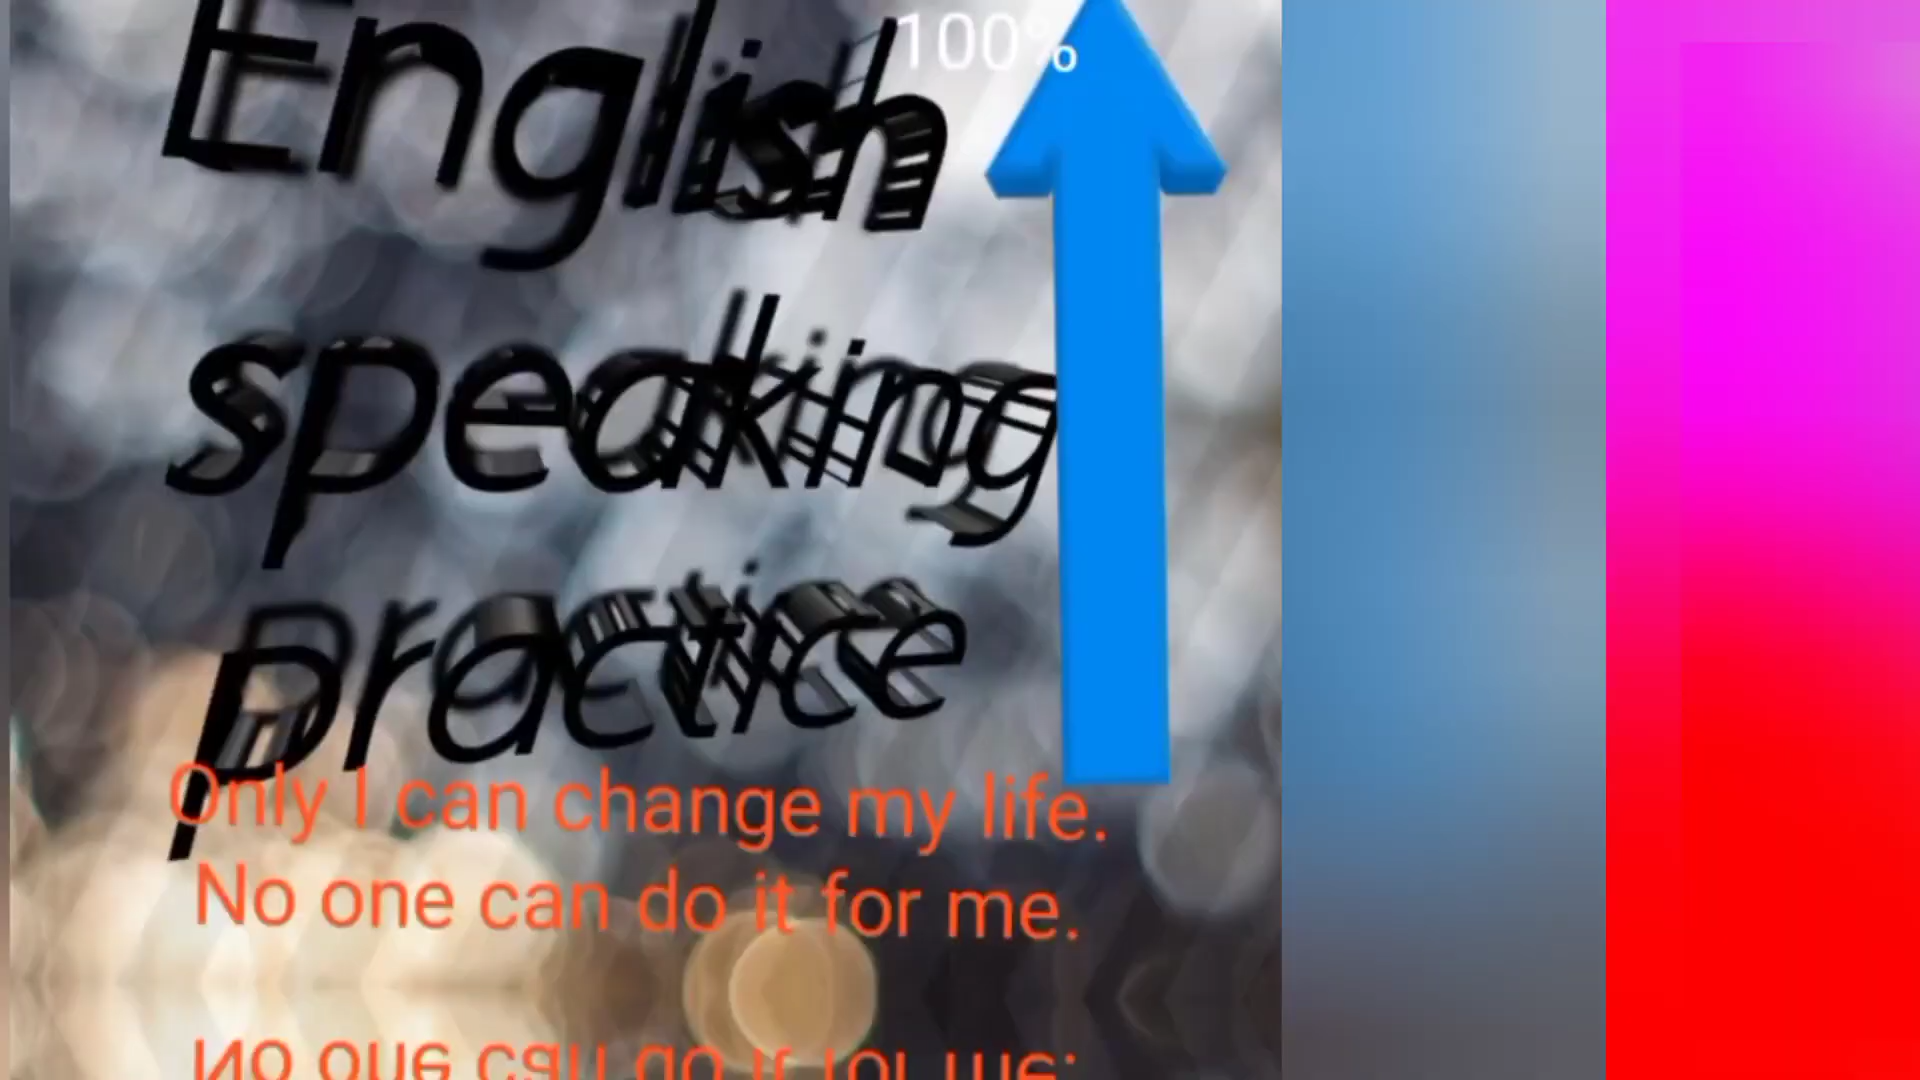 100%
English
speaking
practice
Only I can change my life.
No one can do it for me.